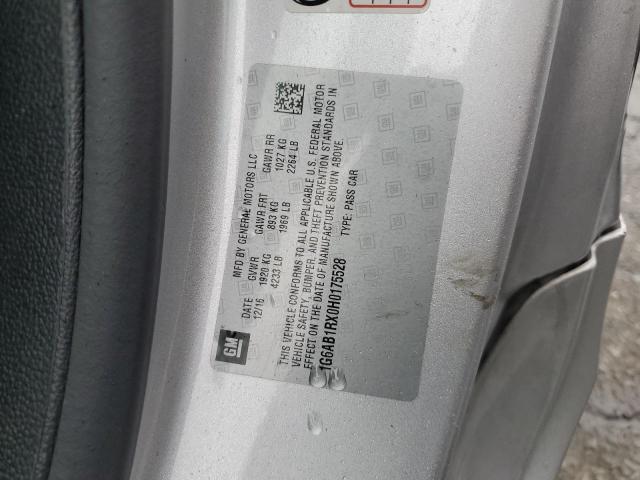 MFD BY GENERAL MOTORS LLC
DATE GVWR GAWR FRT GAWR RR
12/16 1920 KG 893 KG 1027 KG
4233 LB 1969 LB 2264 LB
GM
THIS VEHICLE CONFORMS TO ALL APPLICABLE U.S. FEDERAL MOTOR
VEHICLE SAFETY, BUMPER, AND THEFT PREVENTION STANDARDS IN
EFFECT ON THE DATE OF MANUFACTURE SHOWN ABOVE.
1G6AB1RX0H0175528 TYPE: PASS CAR